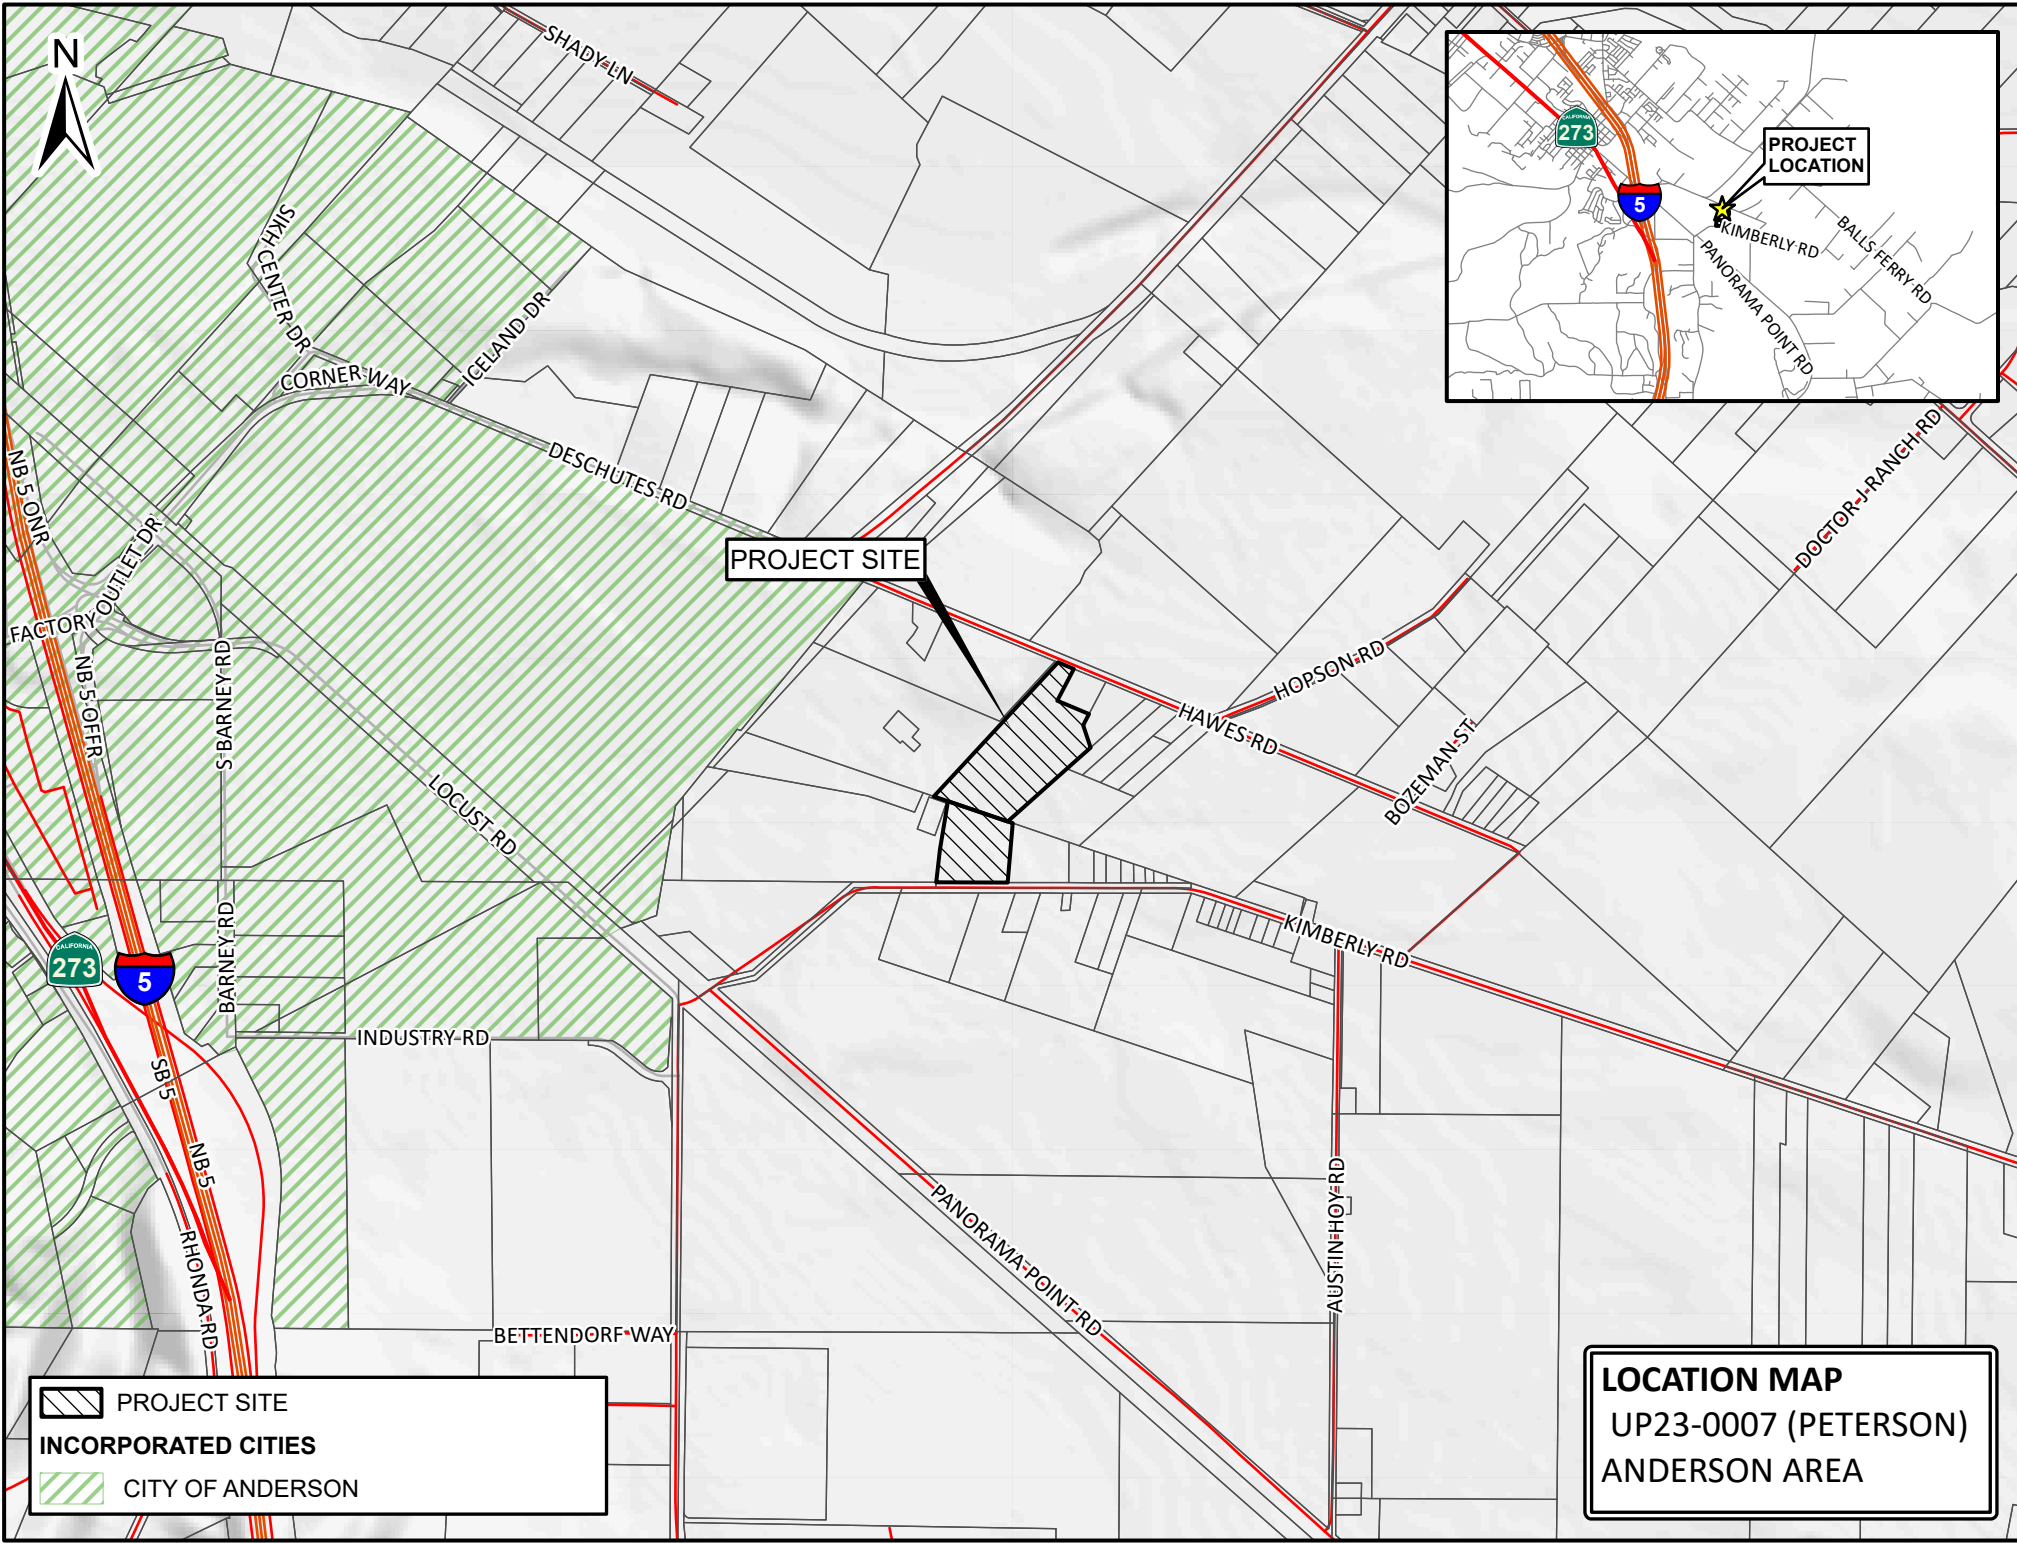 N
SHADY LN
SIKH CENTER DR
ICELAND DR
CORNER WAY
DESCHUTES RD
NB 5 ONR
FACTORY OUTLET DR
NB 5 OFFR
S BARNEY RD
LOCUST RD
PROJECT SITE
HOPSON RD
HAWES RD
BOZEMAN ST
DOCTOR J RANCH RD
KIMBERLY RD
BARNEY RD
INDUSTRY RD
CALIFORNIA
273
5
SB 5
NB 5
RHONDA RD
BETTENDORF WAY
PANORAMA POINT RD
AUSTIN HOY RD
CALIFORNIA
273
5
PROJECT
LOCATION
KIMBERLY RD
BALLS FERRY RD
PANORAMA POINT RD
PROJECT SITE
INCORPORATED CITIES
CITY OF ANDERSON
LOCATION MAP
UP23-0007 (PETERSON)
ANDERSON AREA